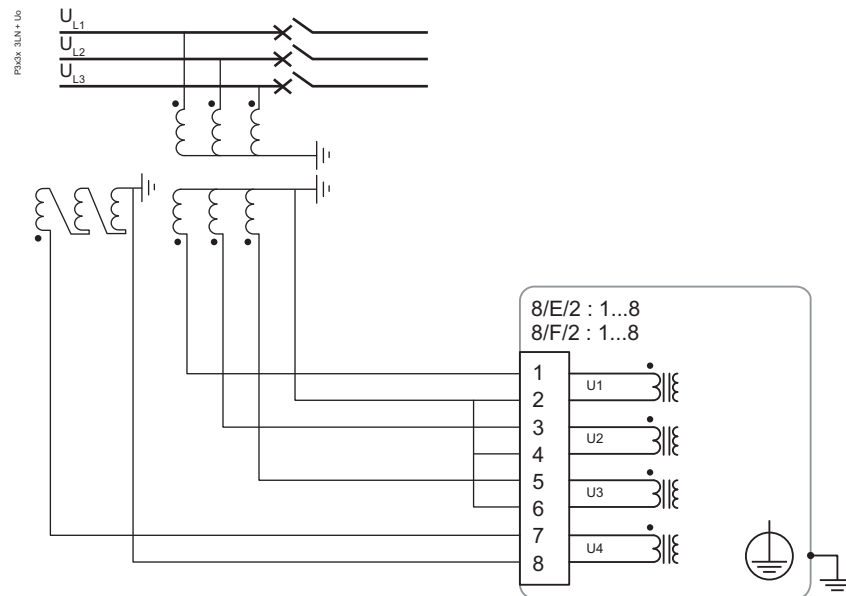 P3x3x 3LN + Uo
UL1
UL2
UL3
8/E/2 : 1...8
8/F/2 : 1...8
1
U1
2
3
U2
4
5
U3
6
7
U4
8